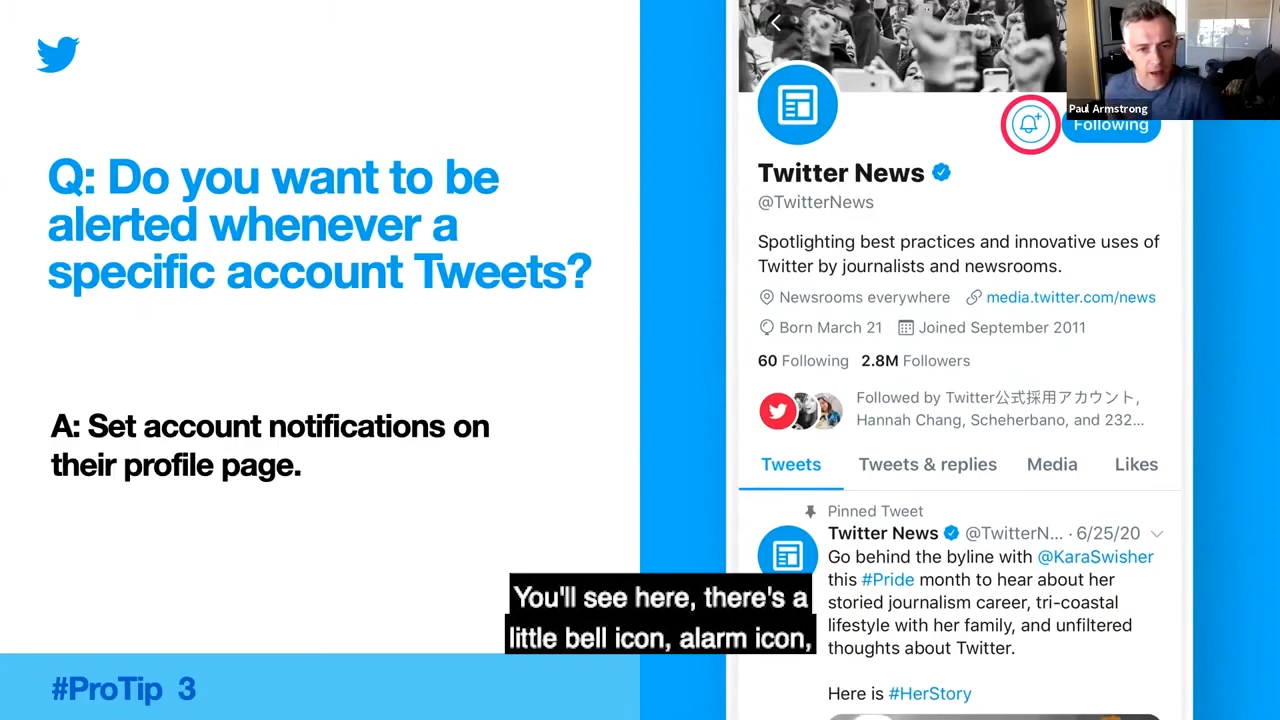 Q: Do you want to be
alerted whenever a
specific account Tweets?
A: Set account notifications on
their profile page.
#ProTip 3
Paul Armstrong
Following
Twitter News
@TwitterNews
Spotlighting best practices and innovative uses of
Twitter by journalists and newsrooms.
Newsrooms everywhere media.twitter.com/news
Born March 21 Joined September 2011
60 Following 2.8M Followers
Followed by Twitter公式採用アカウント,
Hannah Chang, Scheherbano, and 232...
Tweets Tweets & replies Media Likes
Pinned Tweet
Twitter News @TwitterN... · 6/25/20
Go behind the byline with @KaraSwisher
this #Pride month to hear about her
storied journalism career, tri-coastal
lifestyle with her family, and unfiltered
thoughts about Twitter.
Here is #HerStory
You'll see here, there's a
little bell icon, alarm icon,